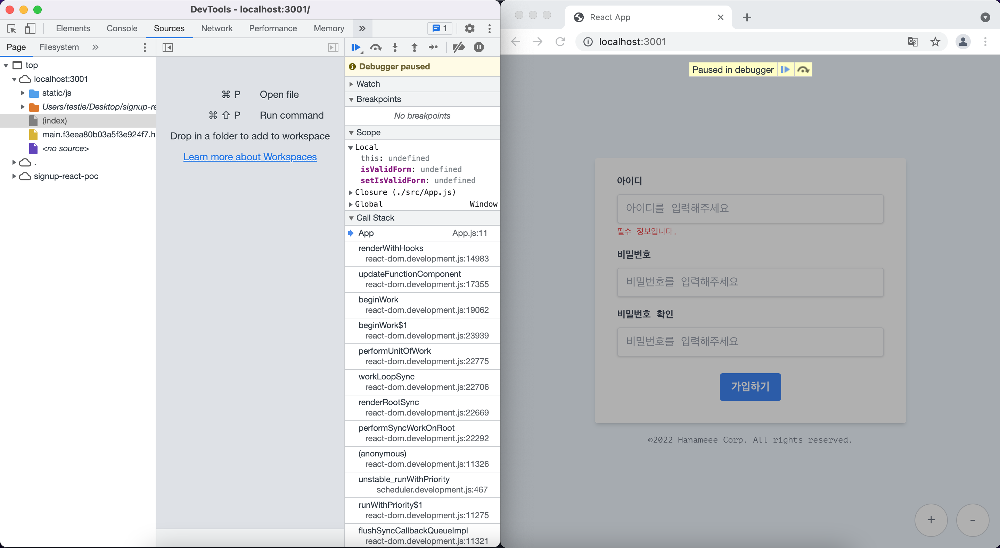 DevTools - localhost:3001/
Elements Console Sources Network Performance Memory » 1
Page Filesystem »
top
localhost:3001
static/js
Users/testie/Desktop/signup-re
(index)
main.f3eea80b03a5f3e924f7.h
<no source>
.
signup-react-poc
⌘ P Open file
⌘ ⇧ P Run command
Drop in a folder to add to workspace
Learn more about Workspaces
Debugger paused
Watch
Breakpoints
No breakpoints
Scope
Local
this: undefined
isValidForm: undefined
setIsValidForm: undefined
Closure (./src/App.js)
Global Window
Call Stack
App App.js:11
renderWithHooks
react-dom.development.js:14983
updateFunctionComponent
react-dom.development.js:17355
beginWork
react-dom.development.js:19062
beginWork$1
react-dom.development.js:23939
performUnitOfWork
react-dom.development.js:22775
workLoopSync
react-dom.development.js:22706
renderRootSync
react-dom.development.js:22669
performSyncWorkOnRoot
react-dom.development.js:22292
(anonymous)
react-dom.development.js:11326
unstable_runWithPriority
scheduler.development.js:467
runWithPriority$1
react-dom.development.js:11275
flushSyncCallbackQueueImpl
react-dom.development.js:11321
React App
localhost:3001
Paused in debugger
아이디
아이디를 입력해주세요
필수 정보입니다.
비밀번호
비밀번호를 입력해주세요
비밀번호 확인
비밀번호를 입력해주세요
가입하기
©2022 Hanameee Corp. All rights reserved.
+ -